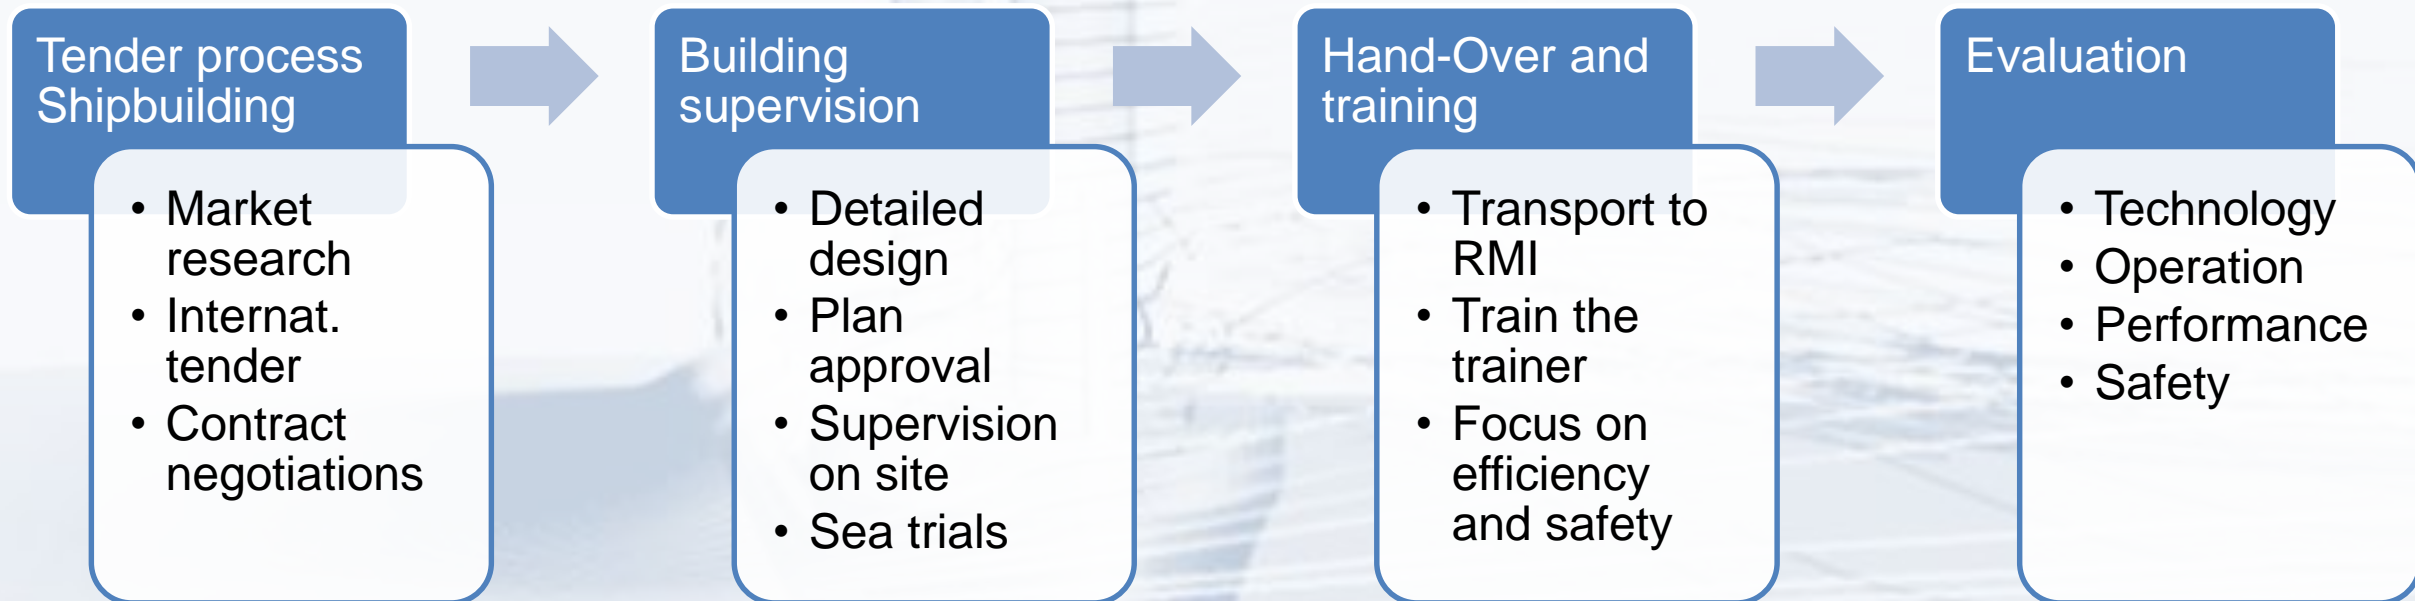 Tender process
Shipbuilding
• Market
research
• Internat.
tender
• Contract
negotiations
Building
supervision
• Detailed
design
• Plan
approval
• Supervision
on site
• Sea trials
Hand-Over and
training
• Transport to
RMI
• Train the
trainer
• Focus on
efficiency
and safety
Evaluation
• Technology
• Operation
• Performance
• Safety